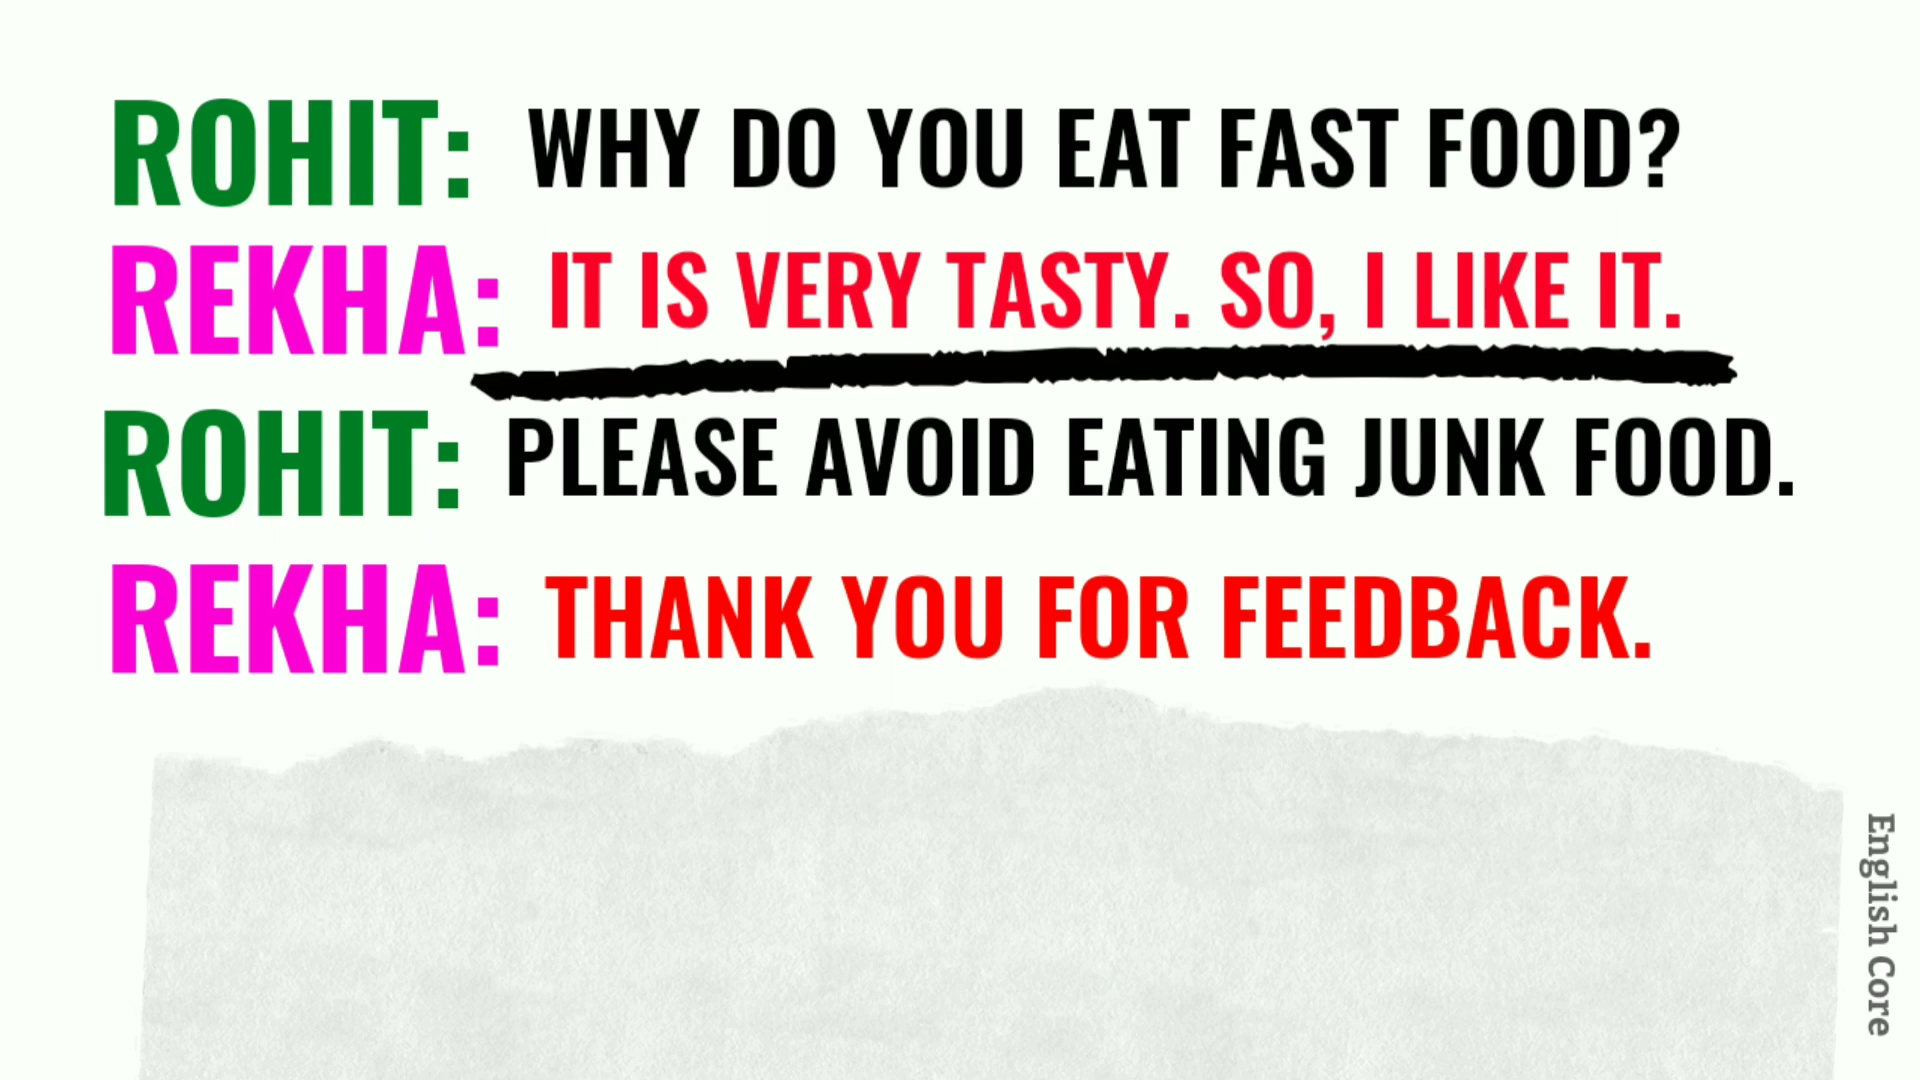 ROHIT: WHY DO YOU EAT FAST FOOD?
REKHA: IT IS VERY TASTY. SO, I LIKE IT.
ROHIT: PLEASE AVOID EATING JUNK FOOD.
REKHA: THANK YOU FOR FEEDBACK.
English Core